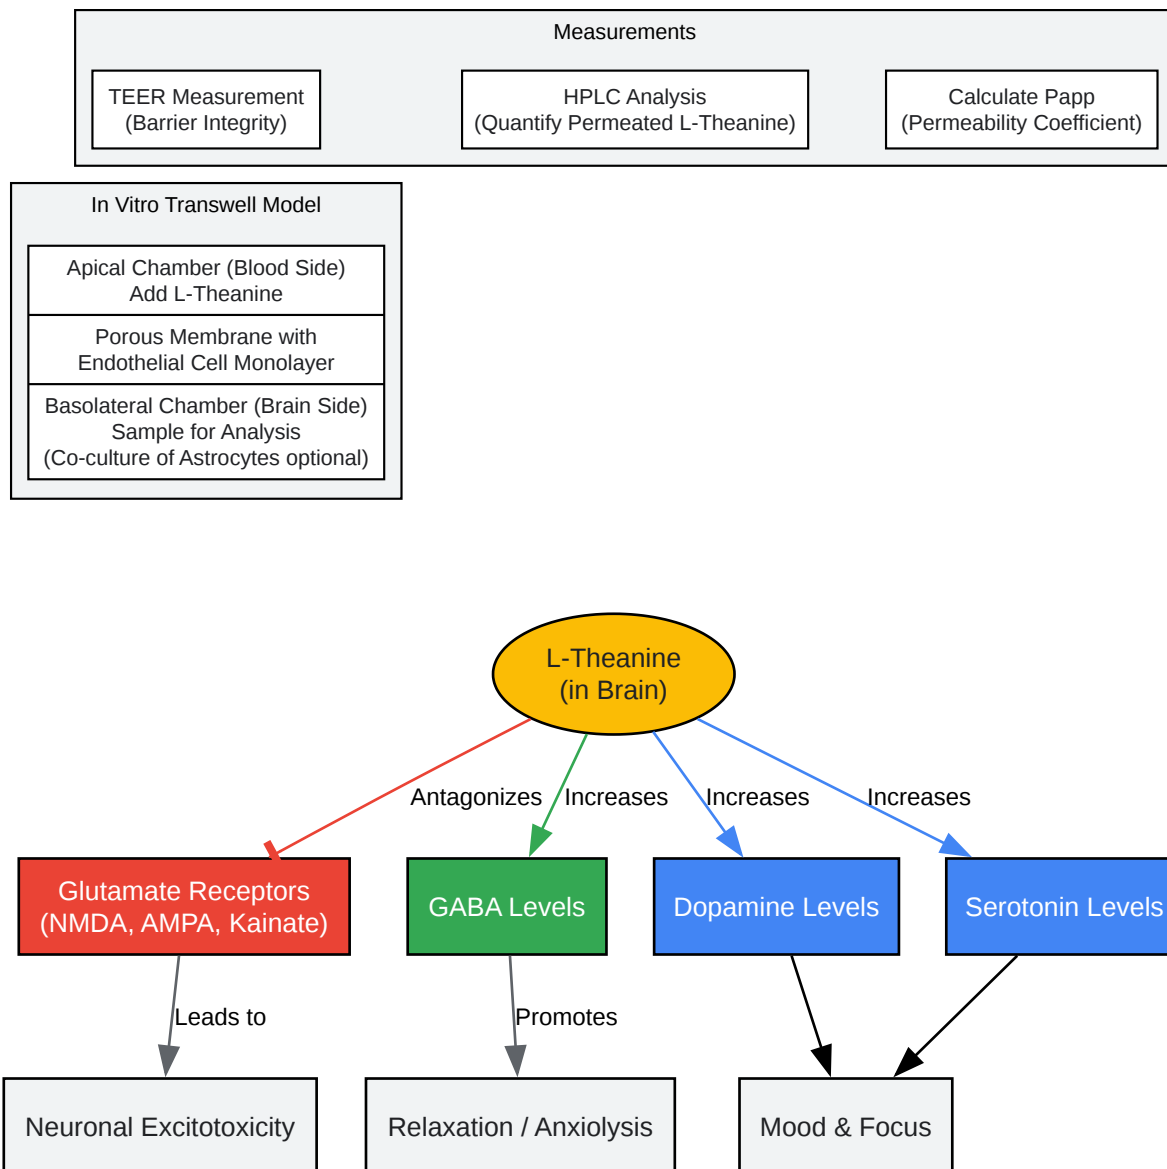 Measurements
TEER Measurement
(Barrier Integrity)
HPLC Analysis
(Quantify Permeated L-Theanine)
Calculate Papp
(Permeability Coefficient)
In Vitro Transwell Model
Apical Chamber (Blood Side)
Add L-Theanine
Porous Membrane with
Endothelial Cell Monolayer
Basolateral Chamber (Brain Side)
Sample for Analysis
(Co-culture of Astrocytes optional)
L-Theanine
(in Brain)
Antagonizes
Increases
Increases
Increases
Glutamate Receptors
(NMDA, AMPA, Kainate)
GABA Levels
Dopamine Levels
Serotonin Levels
Leads to
Promotes
Neuronal Excitotoxicity
Relaxation / Anxiolysis
Mood & Focus